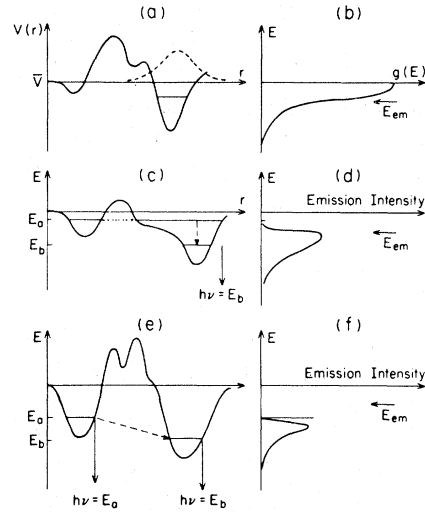 (a)
(b)
V(r)
E
V̄
r
g(E)
E_em
(c)
(d)
E
r
E
Emission Intensity
E_a
E_b
E_em
hν = E_b
(e)
(f)
E
E
Emission Intensity
E_em
E_a
E_b
hν = E_a
hν = E_b